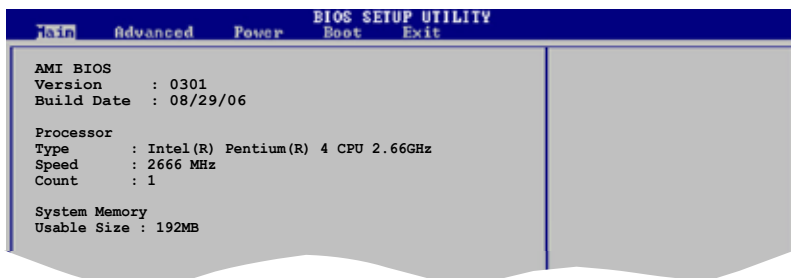 BIOS SETUP UTILITY
Main Advanced Power Boot Exit
AMI BIOS
Version : 0301
Build Date : 08/29/06
Processor
Type : Intel(R) Pentium(R) 4 CPU 2.66GHz
Speed : 2666 MHz
Count : 1
System Memory
Usable Size : 192MB